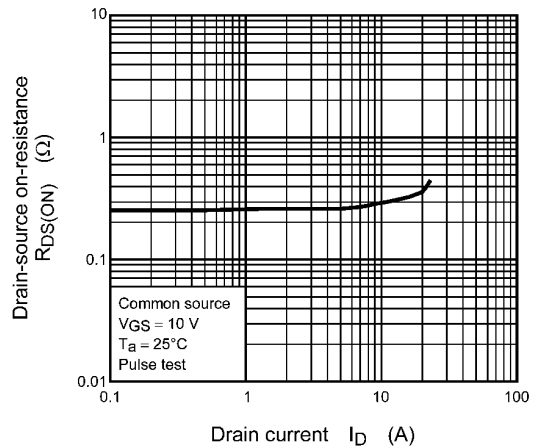 10
1
0.1
0.01
Drain-source on-resistance
RDS(ON) (Ω)
Common source
VGS = 10 V
Ta = 25°C
Pulse test
0.1 1 10 100
Drain current ID (A)